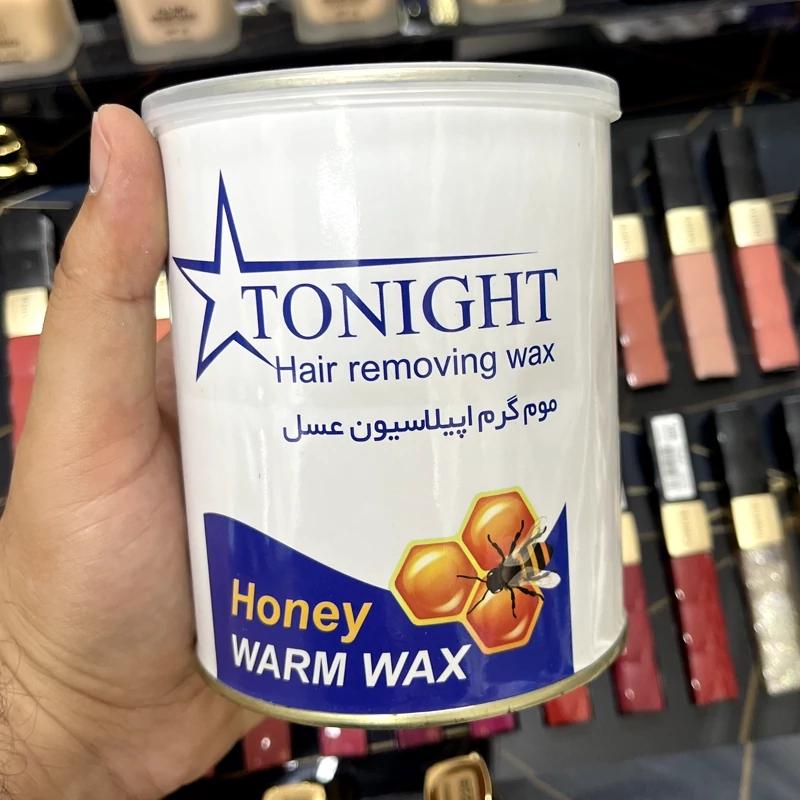 TONIGHT
Hair removing wax
موم گرم اپیلاسیون عسل
Honey
WARM WAX